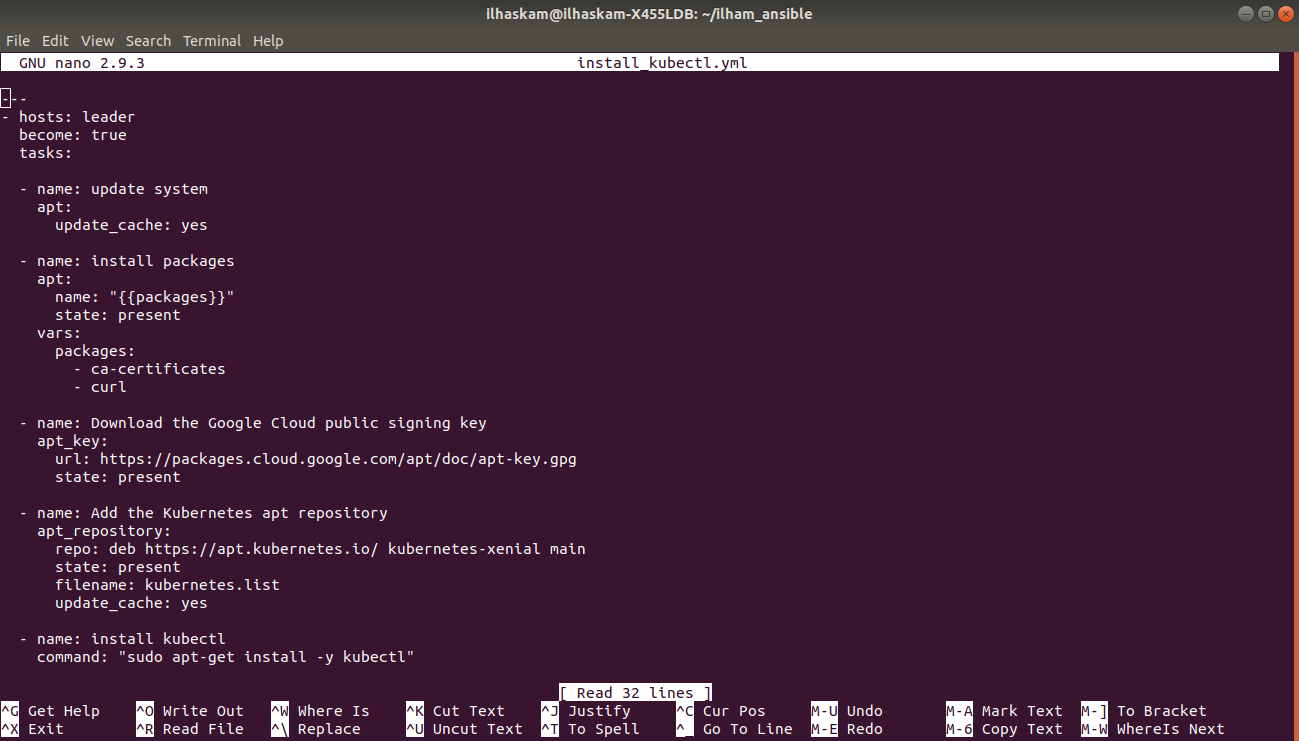 ilhaskam@ilhaskam-X455LDB: ~/ilham_ansible
File Edit View Search Terminal Help
GNU nano 2.9.3 install_kubectl.yml
---
- hosts: leader
  become: true
  tasks:

  - name: update system
    apt:
      update_cache: yes

  - name: install packages
    apt:
      name: "{{packages}}"
      state: present
    vars:
      packages:
        - ca-certificates
        - curl

  - name: Download the Google Cloud public signing key
    apt_key:
      url: https://packages.cloud.google.com/apt/doc/apt-key.gpg
      state: present

  - name: Add the Kubernetes apt repository
    apt_repository:
      repo: deb https://apt.kubernetes.io/ kubernetes-xenial main
      state: present
      filename: kubernetes.list
      update_cache: yes

  - name: install kubectl
    command: "sudo apt-get install -y kubectl"
[ Read 32 lines ]
^G Get Help ^O Write Out ^W Where Is ^K Cut Text ^J Justify ^C Cur Pos M-U Undo M-A Mark Text M-] To Bracket
^X Exit ^R Read File ^\ Replace ^U Uncut Text ^T To Spell ^_ Go To Line M-E Redo M-6 Copy Text M-W WhereIs Next